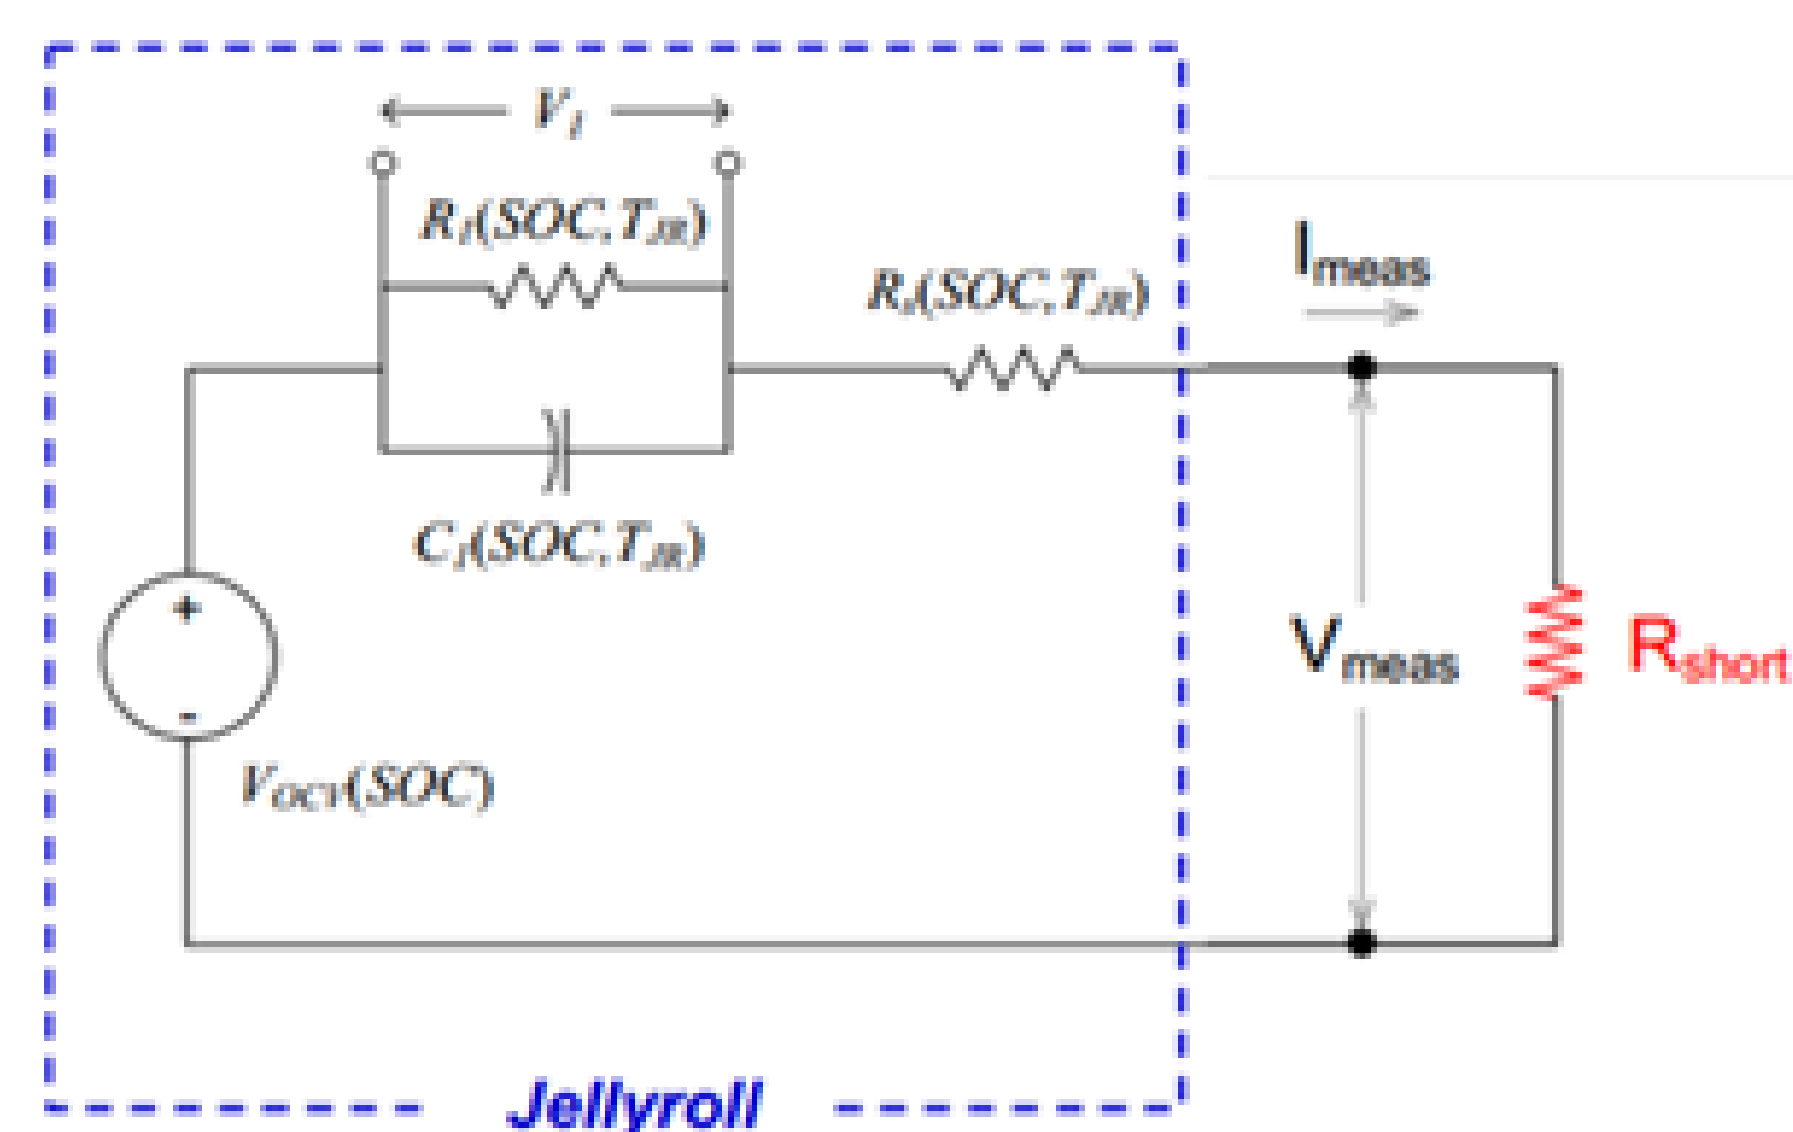 V1
R1(SOC,TJR)
Rs(SOC,TJR)
Imeas
C1(SOC,TJR)
+
-
Vmeas
Rshort
VOCV(SOC)
Jellyroll